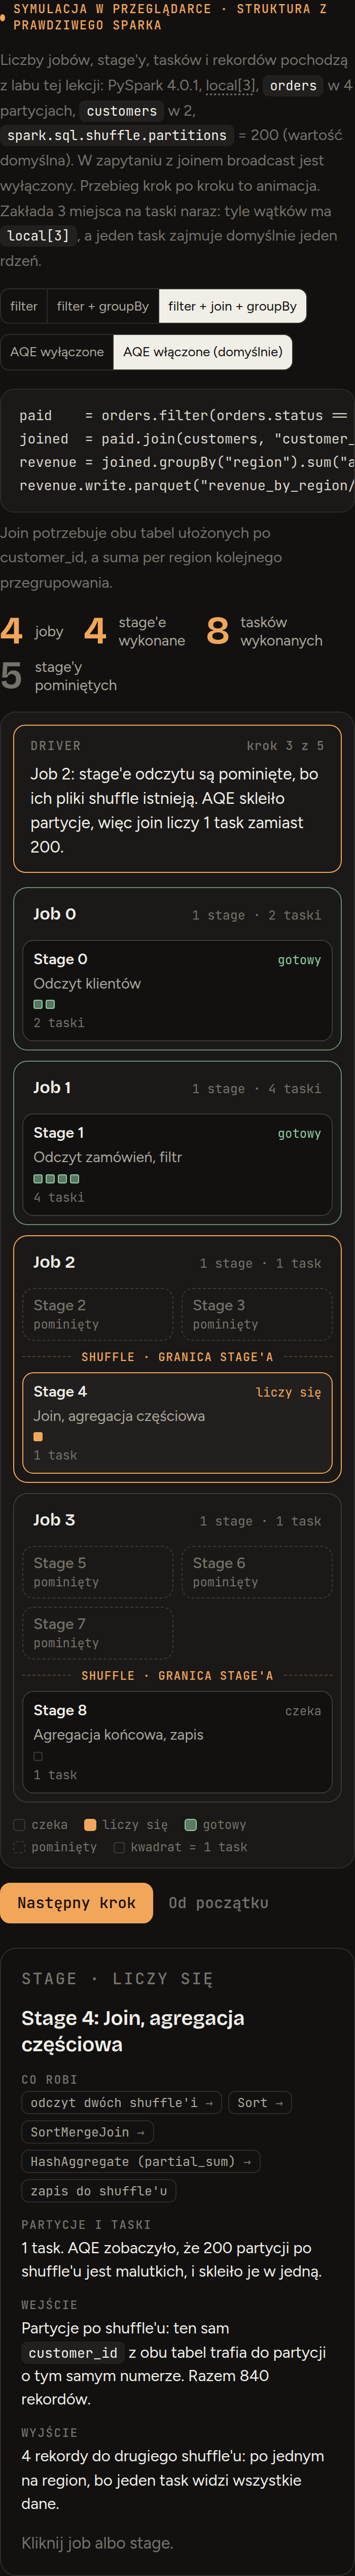 SYMULACJA W PRZEGLĄDARCE · STRUKTURA Z
PRAWDZIWEGO SPARKA
Liczby jobów, stage'y, tasków i rekordów pochodzą
z labu tej lekcji: PySpark 4.0.1, local[3], orders w 4
partycjach, customers w 2,
spark.sql.shuffle.partitions = 200 (wartość
domyślna). W zapytaniu z joinem broadcast jest
wyłączony. Przebieg krok po kroku to animacja.
Zakłada 3 miejsca na taski naraz: tyle wątków ma
local[3], a jeden task zajmuje domyślnie jeden
rdzeń.
filter filter + groupBy filter + join + groupBy
AQE wyłączone AQE włączone (domyślnie)
paid = orders.filter(orders.status ==
joined = paid.join(customers, "customer_
revenue = joined.groupBy("region").sum("a
revenue.write.parquet("revenue_by_region/
Join potrzebuje obu tabel ułożonych po
customer_id, a suma per region kolejnego
przegrupowania.
4 joby 4 stage'e wykonane 8 tasków wykonanych
5 stage'y pominiętych
DRIVER krok 3 z 5
Job 2: stage'e odczytu są pominięte, bo
ich pliki shuffle istnieją. AQE skleiło
partycje, więc join liczy 1 task zamiast
200.
Job 0 1 stage · 2 taski
Stage 0 gotowy
Odczyt klientów
2 taski
Job 1 1 stage · 4 taski
Stage 1 gotowy
Odczyt zamówień, filtr
4 taski
Job 2 1 stage · 1 task
Stage 2 Stage 3
pominięty pominięty
SHUFFLE · GRANICA STAGE'A
Stage 4 liczy się
Join, agregacja częściowa
1 task
Job 3 1 stage · 1 task
Stage 5 Stage 6
pominięty pominięty
Stage 7
pominięty
SHUFFLE · GRANICA STAGE'A
Stage 8 czeka
Agregacja końcowa, zapis
1 task
czeka liczy się gotowy
pominięty kwadrat = 1 task
Następny krok Od początku
STAGE · LICZY SIĘ
Stage 4: Join, agregacja
częściowa
CO ROBI
odczyt dwóch shuffle'i → Sort →
SortMergeJoin →
HashAggregate (partial_sum) →
zapis do shuffle'u
PARTYCJE I TASKI
1 task. AQE zobaczyło, że 200 partycji po
shuffle'u jest malutkich, i skleiło je w jedną.
WEJŚCIE
Partycje po shuffle'u: ten sam
customer_id z obu tabel trafia do partycji
o tym samym numerze. Razem 840
rekordów.
WYJŚCIE
4 rekordy do drugiego shuffle'u: po jednym
na region, bo jeden task widzi wszystkie
dane.
Kliknij job albo stage.